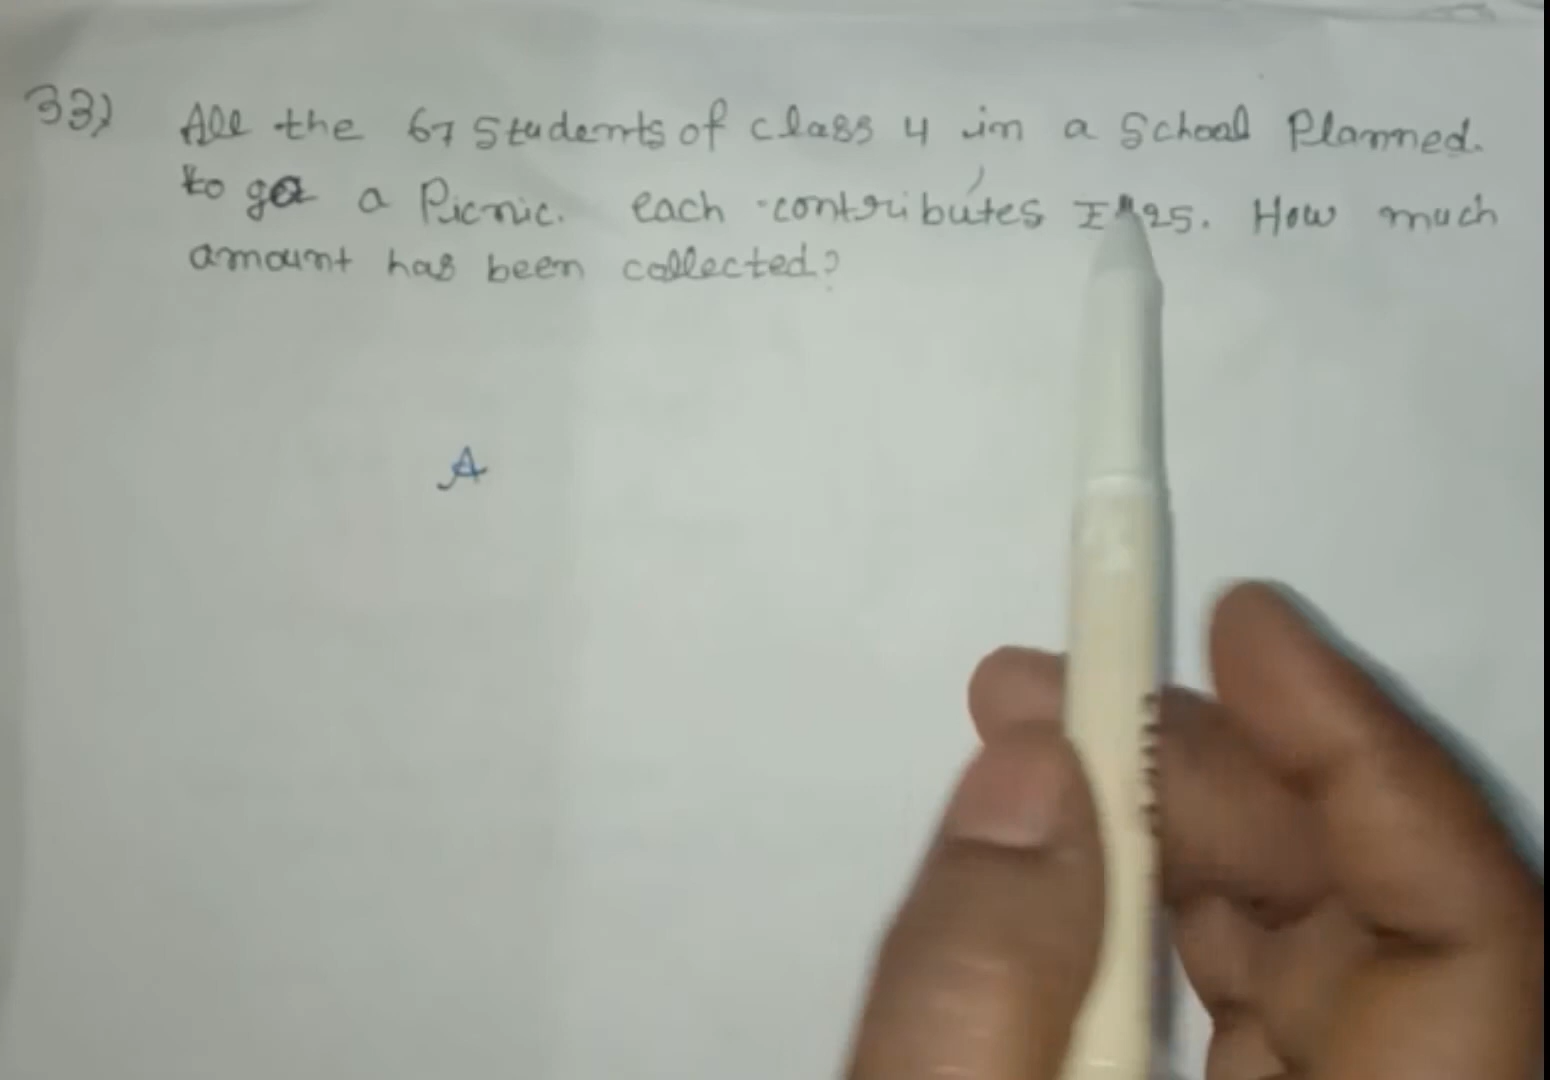 33) All the 67 students of class 4 in a school planned.
to go a Picnic. each contributes 25. How much
amount has been collected?
A